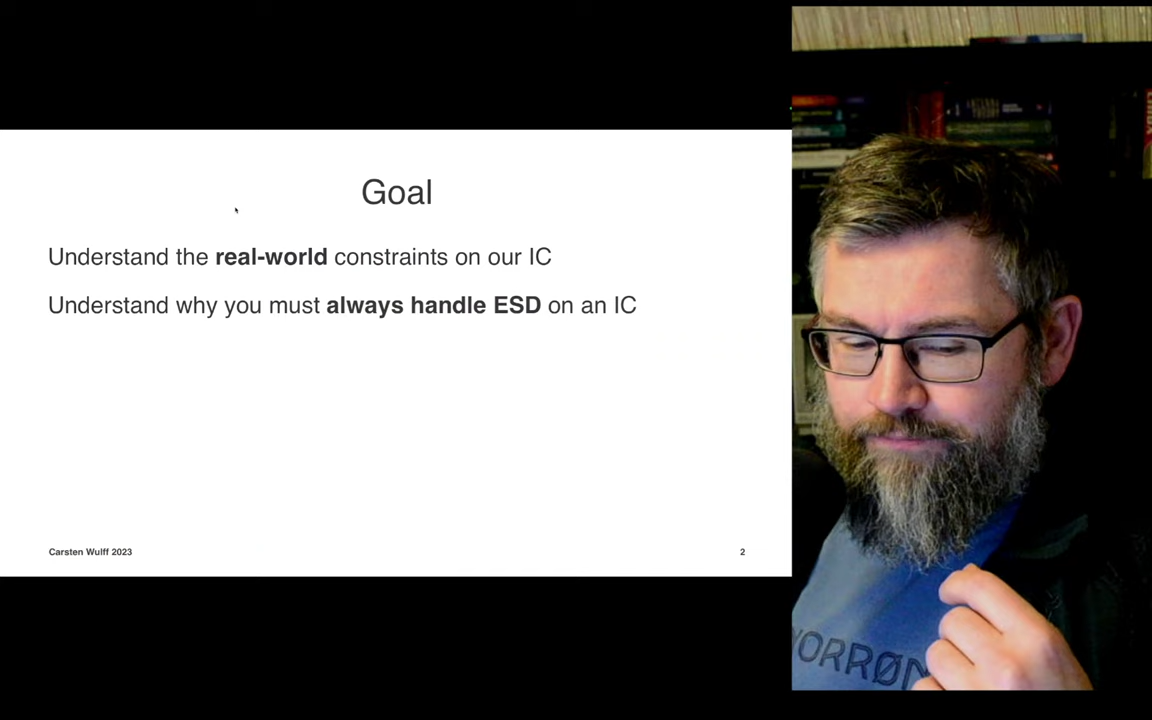 Goal
Understand the real-world constraints on our IC
Understand why you must always handle ESD on an IC
Carsten Wulff 2023
2